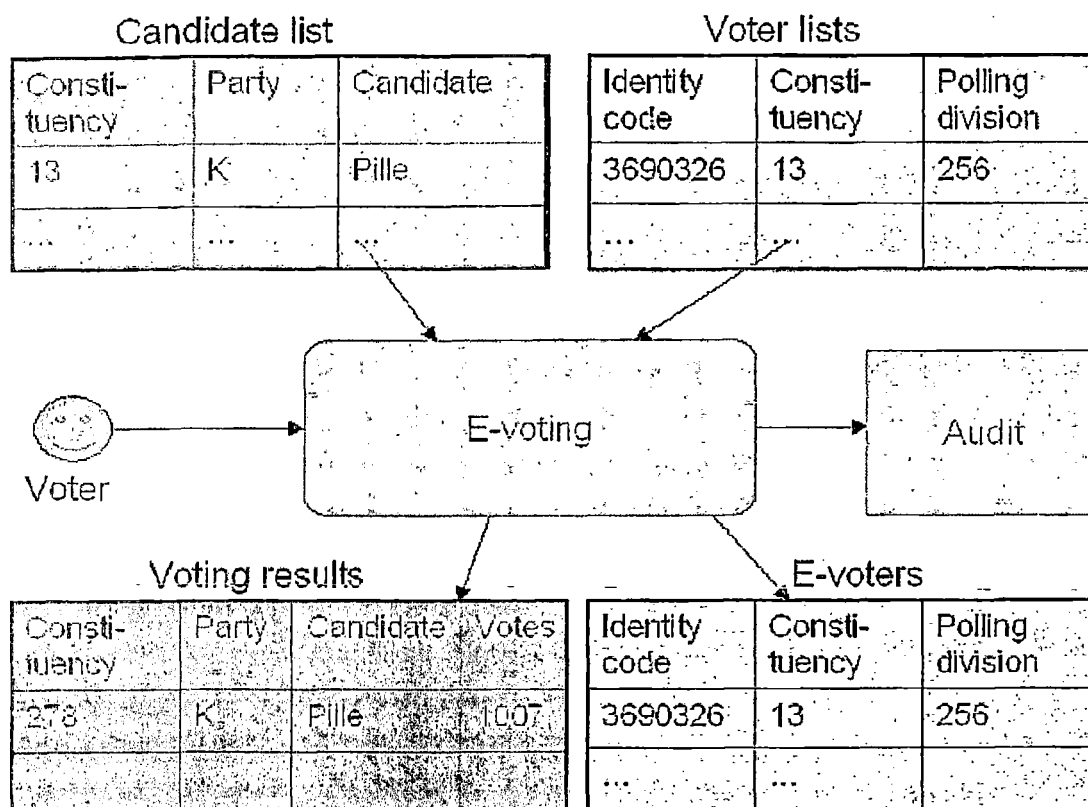 Candidate list
Consti-
tuency
Party
Candidate
13
K
Pille
...
...
...
Voter lists
Identity
code
Consti-
tuency
Polling
division
3690326
13
256
...
...
Voter
E-voting
Audit
Voting results
Consti-
tuency
Party
Candidate
Votes
278
K
Pille
1007
...
E-voters
Identity
code
Consti-
tuency
Polling
division
3690326
13
256
...
...